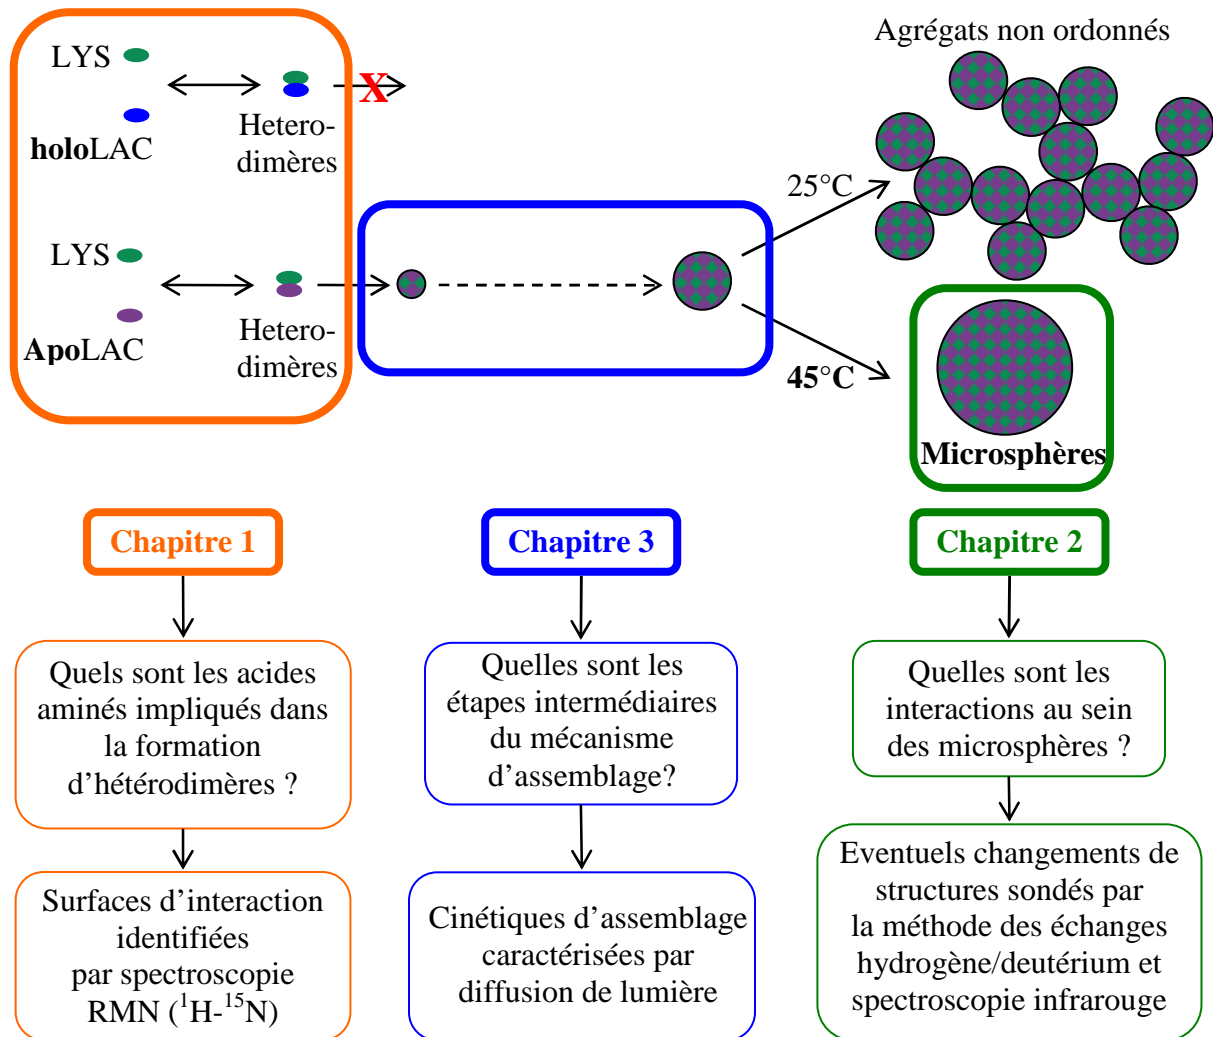 Agrégats non ordonnés
LYS
holoLAC
Hetero-
dimères
X
25°C
LYS
ApoLAC
Hetero-
dimères
45°C
Microsphères
Chapitre 1
Chapitre 3
Chapitre 2
Quels sont les acides
aminés impliqués dans
la formation
d’hétérodimères ?
Quelles sont les
étapes intermédiaires
du mécanisme
d’assemblage?
Quelles sont les
interactions au sein
des microsphères ?
Surfaces d’interaction
identifiées
par spectroscopie
RMN (¹H-¹⁵N)
Cinétiques d’assemblage
caractérisées par
diffusion de lumière
Eventuels changements de
structures sondés par
la méthode des échanges
hydrogène/deutérium et
spectroscopie infrarouge